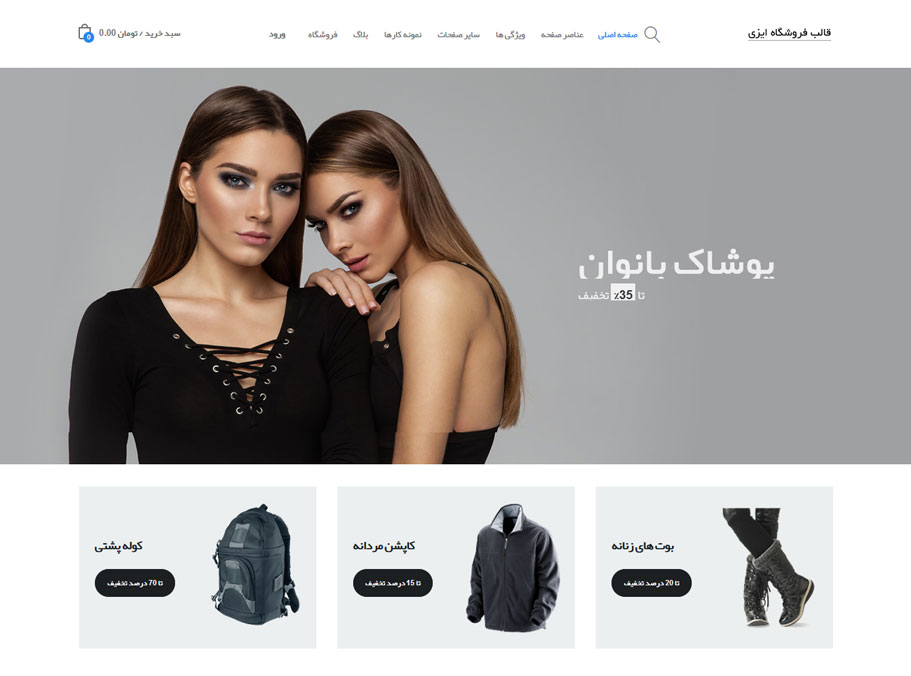 قالب فروشگاه ایزی
صفحه اصلی عناصر صفحه ویژگی ها سایر صفحات نمونه کارها بلاگ فروشگاه ورود
سبد خرید / تومان 0.00
0
پوشاک بانوان
تا 35٪ تخفیف
بوت های زنانه
تا 20 درصد تخفیف
کاپشن مردانه
تا 15 درصد تخفیف
کوله پشتی
تا 70 درصد تخفیف